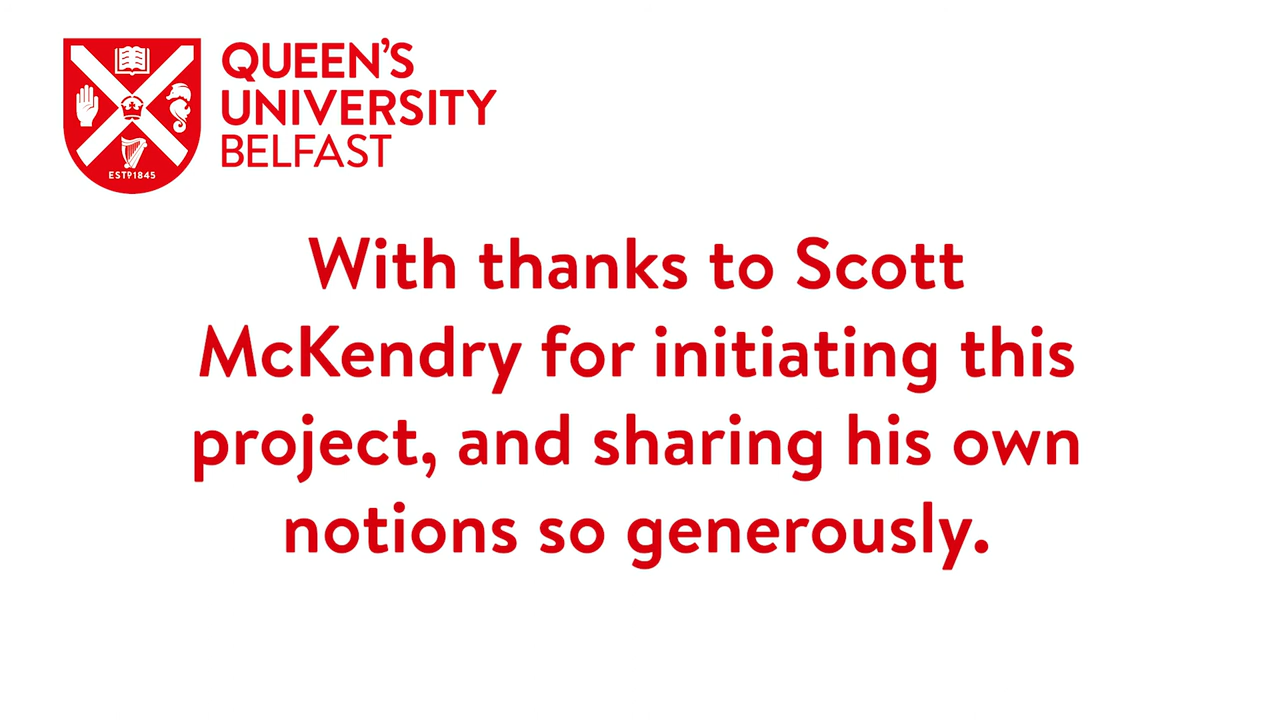 QUEEN'S
UNIVERSITY
BELFAST
ESTD 1845
With thanks to Scott
McKendry for initiating this
project, and sharing his own
notions so generously.